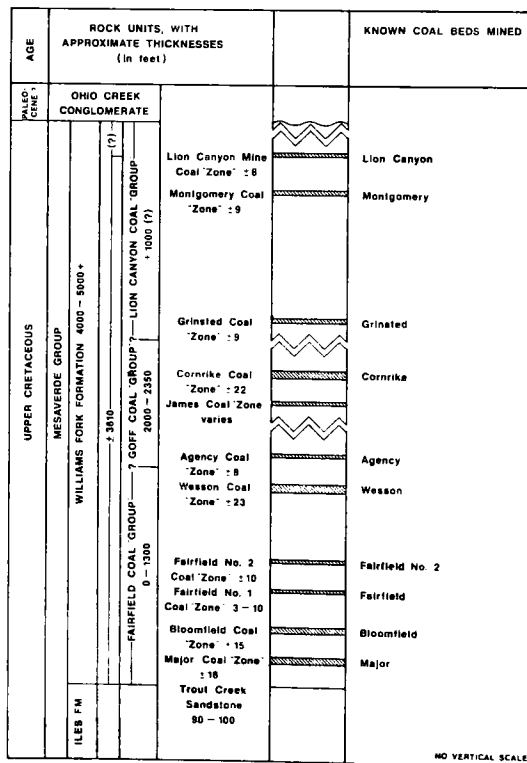 AGE
ROCK UNITS, WITH
APPROXIMATE THICKNESSES
(In feet)
KNOWN COAL BEDS MINED
PALEO-
CENE ?
OHIO CREEK
CONGLOMERATE
UPPER CRETACEOUS
MESAVERDE GROUP
WILLIAMS FORK FORMATION 4000 – 5000 +
ILES FM
(?)
± 3610
LION CANYON COAL "GROUP"
+ 1000 (?)
? GOFF COAL "GROUP" ?
2000 – 2350
? FAIRFIELD COAL "GROUP"
0 – 1300
Lion Canyon Mine
Coal "Zone" ±8
Lion Canyon
Montgomery Coal
"Zone" ±9
Montgomery
Grinsted Coal
"Zone" ±9
Grinsted
Cornrike Coal
"Zone" ±22
Cornrike
James Coal "Zone"
varies
Agency Coal
"Zone" ±8
Agency
Wesson Coal
"Zone" ±23
Wesson
Fairfield No. 2
Coal "Zone" ±10
Fairfield No. 2
Fairfield No. 1
Coal "Zone" 3 – 10
Fairfield
Bloomfield Coal
"Zone" +15
Bloomfield
Major Coal "Zone"
±16
Major
Trout Creek
Sandstone
90 – 100
NO VERTICAL SCALE